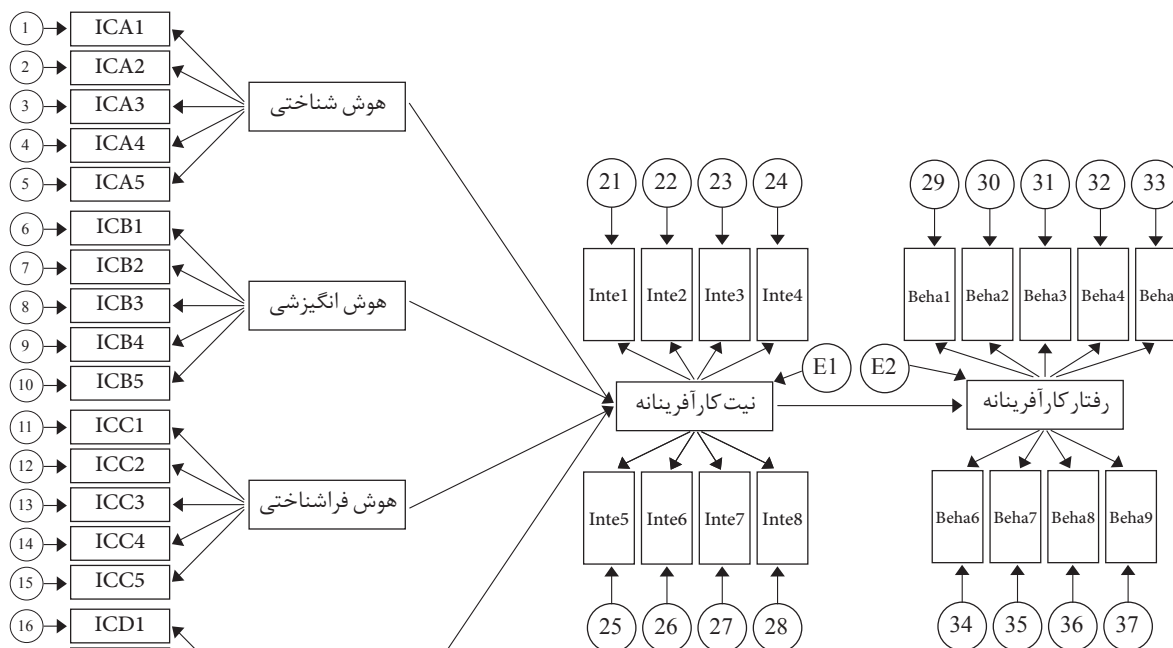 1 ICA1
2 ICA2
3 ICA3
4 ICA4
5 ICA5
هوش شناختی
6 ICB1
7 ICB2
8 ICB3
9 ICB4
10 ICB5
هوش انگیزشی
11 ICC1
12 ICC2
13 ICC3
14 ICC4
15 ICC5
هوش فراشناختی
16 ICD1
21 22 23 24
Inte1 Inte2 Inte3 Inte4
E1
نیت کارآفرینانه
Inte5 Inte6 Inte7 Inte8
25 26 27 28
29 30 31 32 33
Beha1 Beha2 Beha3 Beha4 Beha
E2
رفتار کارآفرینانه
Beha6 Beha7 Beha8 Beha9
34 35 36 37